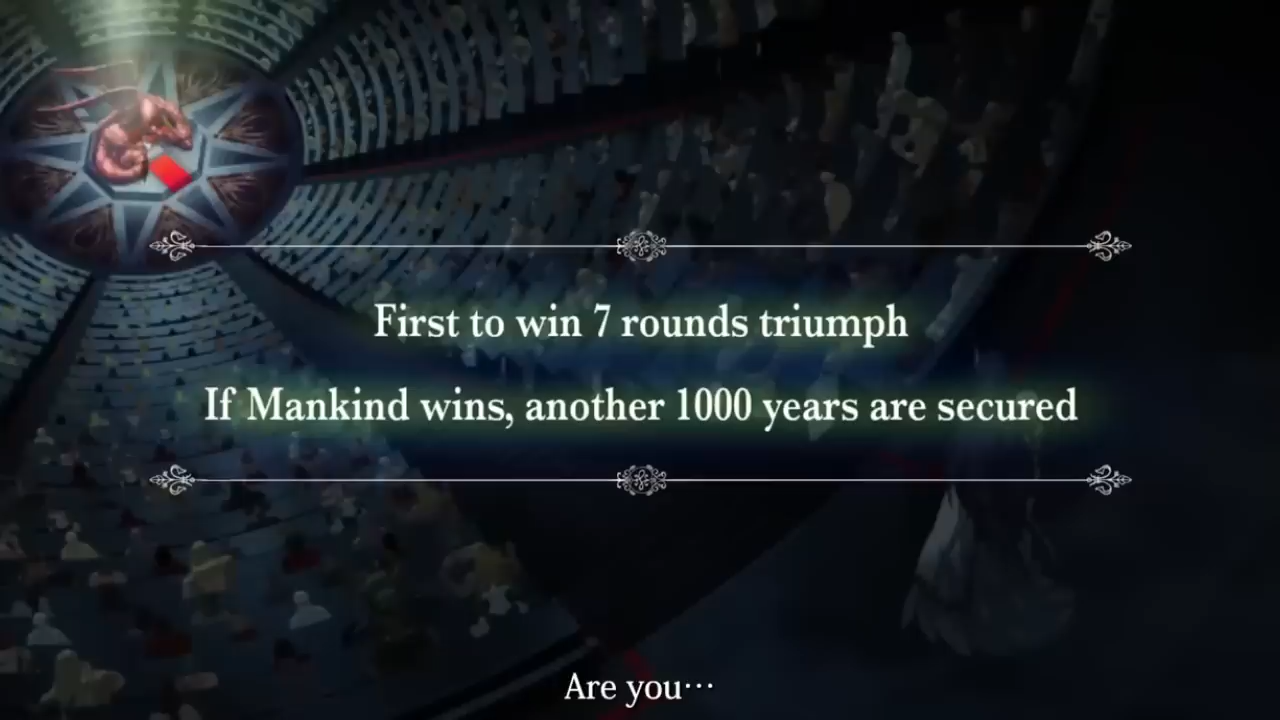 First to win 7 rounds triumph
If Mankind wins, another 1000 years are secured
Are you…